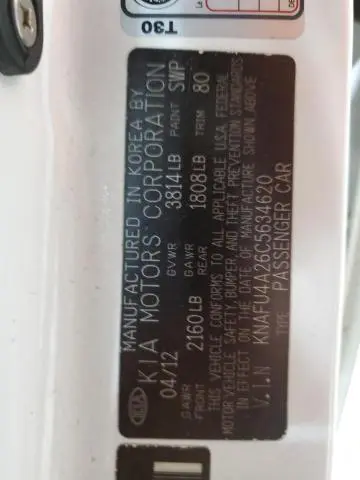 T30
MANUFACTURED IN KOREA BY
KIA MOTORS CORPORATION
04/12 GVWR 3814LB PAINT SWP
GAWR FRONT 2160LB GAWR REAR 1808LB TRIM 80
THIS VEHICLE CONFORMS TO ALL APPLICABLE U.S.A. FEDERAL
MOTOR VEHICLE SAFETY, BUMPER, AND THEFT PREVENTION STANDARDS
IN EFFECT ON THE DATE OF MANUFACTURE SHOWN ABOVE
V.I.N KNAFU4A26C5634620
TYPE PASSENGER CAR
KIA